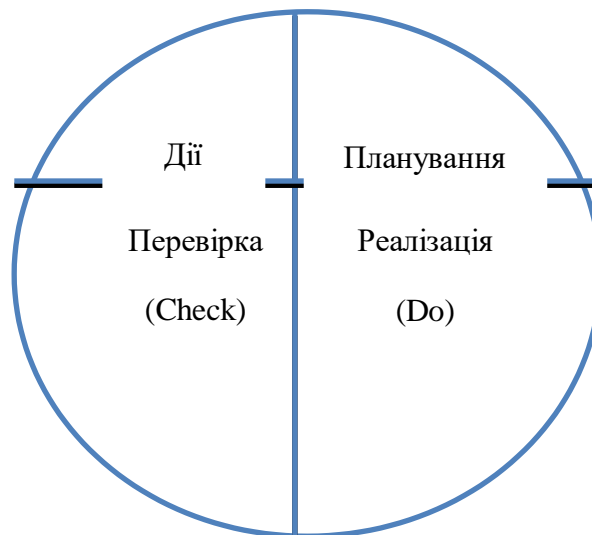 Дії
Планування
Перевірка
Реалізація
(Check)
(Do)